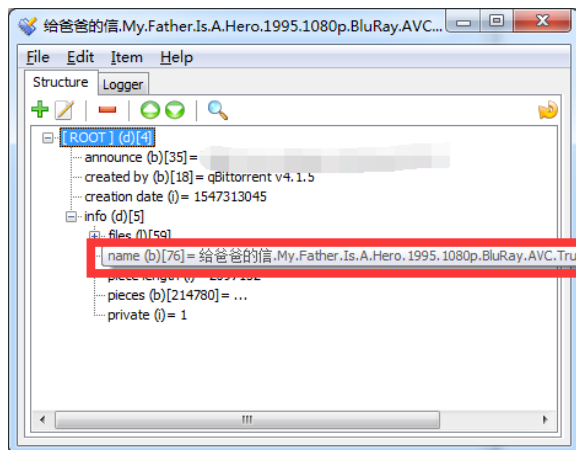 给爸爸的信.My.Father.Is.A.Hero.1995.1080p.BluRay.AVC...
File Edit Item Help
Structure Logger
[ROOT] (d)[4]
announce (b)[35]=
created by (b)[18]= qBittorrent v4.1.5
creation date (i)= 1547313045
info (d)[5]
files (l)[59]
name (b)[76]= 给爸爸的信.My.Father.Is.A.Hero.1995.1080p.BluRay.AVC.Tru
piece length (i)= 2097152
pieces (b)[214780]= ...
private (i)= 1